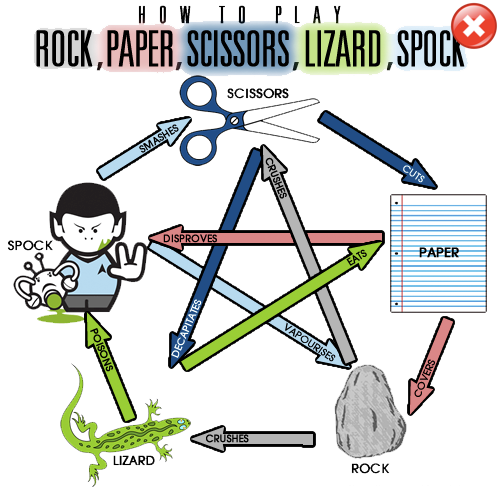 HOW TO PLAY
ROCK, PAPER, SCISSORS, LIZARD, SPOCK
SCISSORS
SMASHES
CUTS
CRUSHES
DISPROVES
EATS
SPOCK
PAPER
DECAPITATES
VAPOURISES
POISONS
COVERS
CRUSHES
LIZARD
ROCK